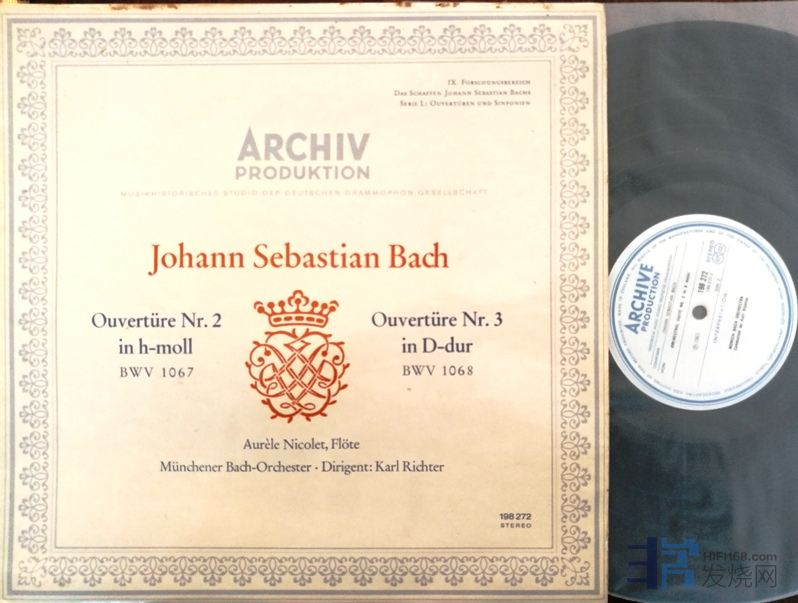 IX. Forschungsbereich
Das Schaffen Johann Sebastian Bachs
Serie L: Ouvertüren und Sinfonien
ARCHIV
PRODUKTION
MUSIKHISTORISCHES STUDIO DER DEUTSCHEN GRAMMOPHON GESELLSCHAFT
Johann Sebastian Bach
Ouvertüre Nr. 2
in h-moll
BWV 1067
Ouvertüre Nr. 3
in D-dur
BWV 1068
Aurèle Nicolet, Flöte
Münchener Bach-Orchester · Dirigent: Karl Richter
198 272
STEREO
ARCHIVE
PRODUCTION
198 272
STEREO
INTERPRETATION
HIFI168.com
发烧网